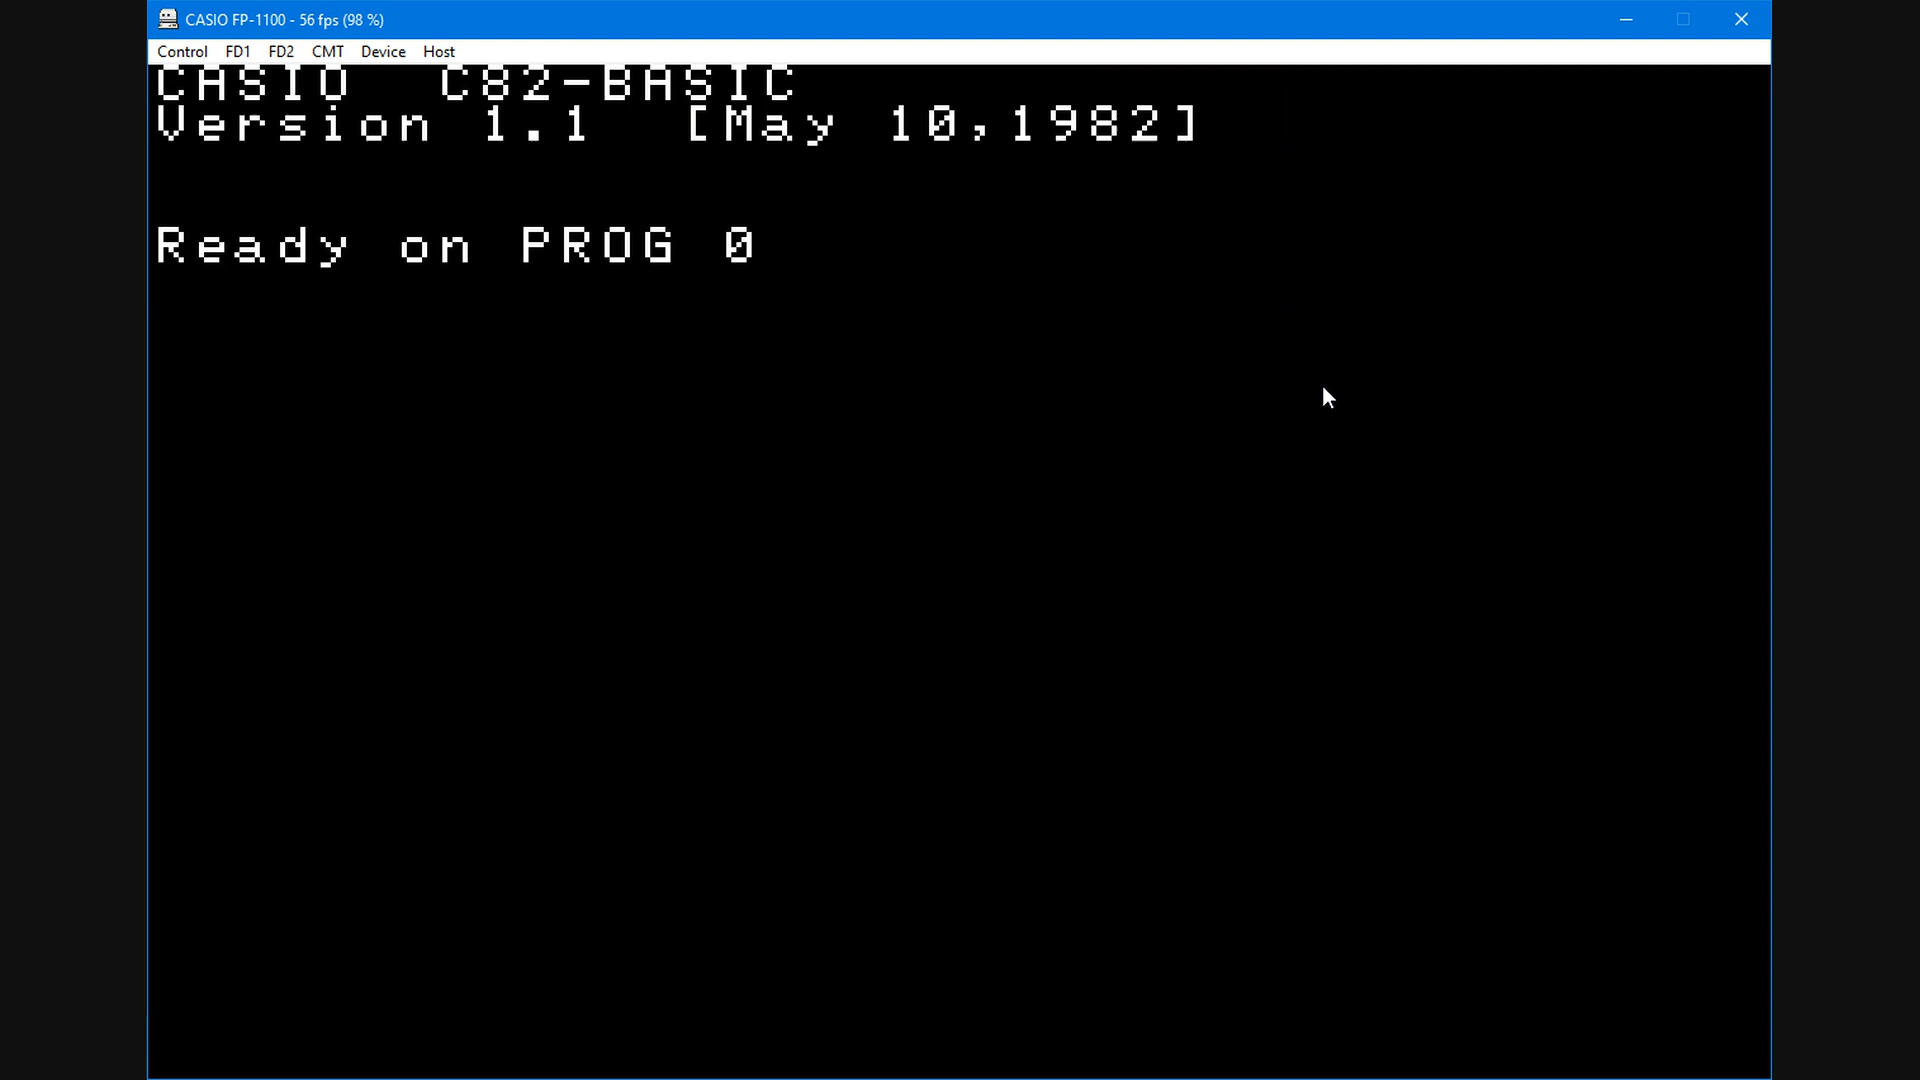 CASIO FP-1100 - 56 fps (98 %)
Control FD1 FD2 CMT Device Host
CASIO  C82-BASIC
Version 1.1  [May 10,1982]
Ready on PROG 0